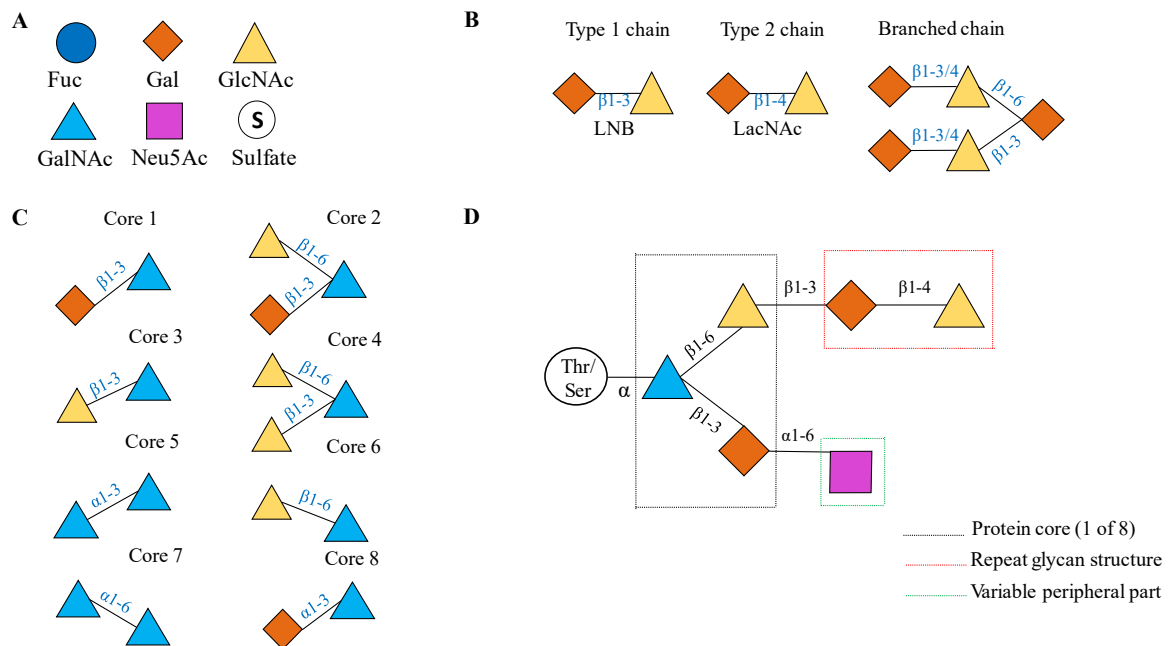 A
Fuc
Gal
GlcNAc
GalNAc
Neu5Ac
S
Sulfate
B
Type 1 chain
β1-3
LNB
Type 2 chain
β1-4
LacNAc
Branched chain
β1-3/4
β1-6
β1-3/4
β1-3
C
Core 1
β1-3
Core 2
β1-6
β1-3
Core 3
β1-3
Core 4
β1-6
β1-3
Core 5
α1-3
Core 6
β1-6
Core 7
α1-6
Core 8
α1-3
D
Thr/
Ser
α
β1-6
β1-3
β1-3
β1-4
α1-6
Protein core (1 of 8)
Repeat glycan structure
Variable peripheral part